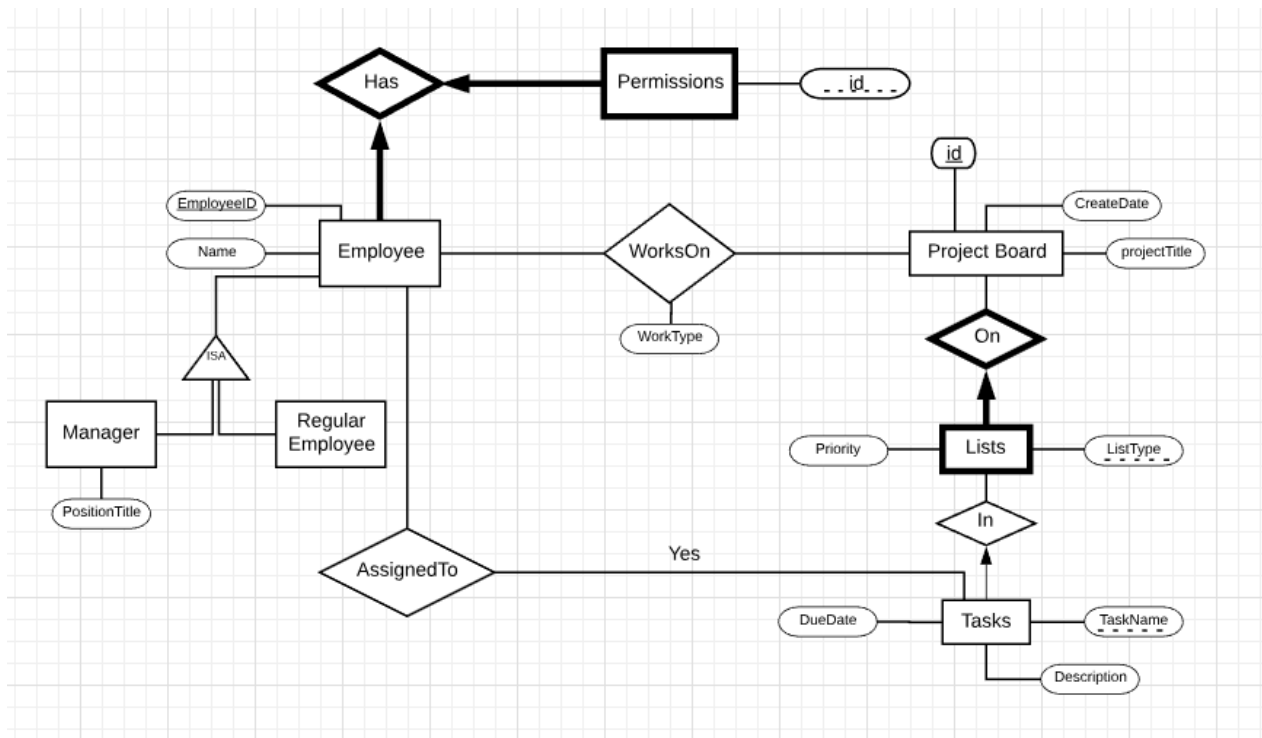 Has
Permissions
id
id
EmployeeID
CreateDate
Name
Employee
WorksOn
Project Board
projectTitle
WorkType
On
ISA
Manager
Regular
Employee
Priority
Lists
ListType
PositionTitle
In
AssignedTo
Yes
DueDate
Tasks
TaskName
Description